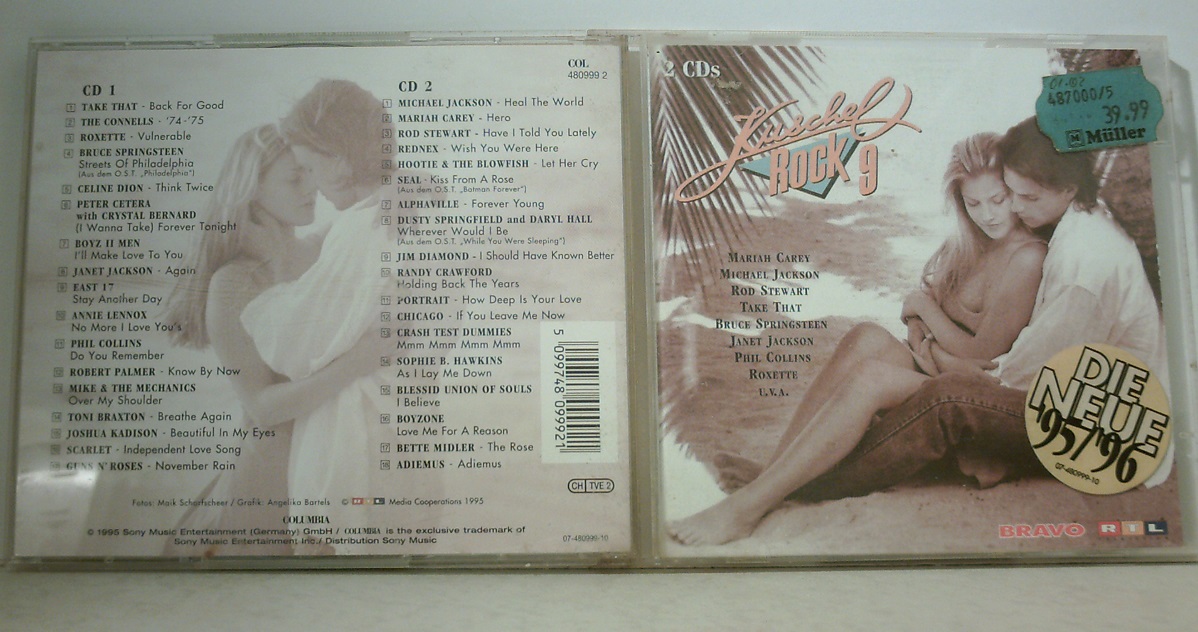 CD 1
1 TAKE THAT - Back For Good
2 THE CONNELLS - '74-'75
3 ROXETTE - Vulnerable
4 BRUCE SPRINGSTEEN
Streets Of Philadelphia
(Aus dem O.S.T. „Philadelphia")
5 CELINE DION - Think Twice
6 PETER CETERA
with CRYSTAL BERNARD
(I Wanna Take) Forever Tonight
7 BOYZ II MEN
I'll Make Love To You
8 JANET JACKSON - Again
9 EAST 17
Stay Another Day
10 ANNIE LENNOX
No More I Love You's
11 PHIL COLLINS
Do You Remember
12 ROBERT PALMER - Know By Now
13 MIKE & THE MECHANICS
Over My Shoulder
14 TONI BRAXTON - Breathe Again
15 JOSHUA KADISON - Beautiful In My Eyes
16 SCARLET - Independent Love Song
GUNS N' ROSES - November Rain
CD 2
COL
480999 2
1 MICHAEL JACKSON - Heal The World
2 MARIAH CAREY - Hero
3 ROD STEWART - Have I Told You Lately
4 REDNEX - Wish You Were Here
5 HOOTIE & THE BLOWFISH - Let Her Cry
6 SEAL - Kiss From A Rose
(Aus dem O.S.T. „Batman Forever")
7 ALPHAVILLE - Forever Young
8 DUSTY SPRINGFIELD and DARYL HALL
Wherever Would I Be
(Aus dem O.S.T. „While You Were Sleeping")
9 JIM DIAMOND - I Should Have Known Better
10 RANDY CRAWFORD
Holding Back The Years
11 PORTRAIT - How Deep Is Your Love
12 CHICAGO - If You Leave Me Now
13 CRASH TEST DUMMIES
Mmm Mmm Mmm Mmm
14 SOPHIE B. HAWKINS
As I Lay Me Down
15 BLESSID UNION OF SOULS
I Believe
16 BOYZONE
Love Me For A Reason
17 BETTE MIDLER - The Rose
18 ADIEMUS - Adiemus
5 099748 099921
CH TVE 2
Fotos: Maik Scharfscheer / Grafik: Angelika Bartels © RTL Media Cooperations 1995
COLUMBIA
© 1995 Sony Music Entertainment (Germany) GmbH / COLUMBIA is the exclusive trademark of
Sony Music Entertainment Inc./ Distribution Sony Music
07-480999-10
2 CDs
Kuschel
ROCK 9
487000/5
39.99
M Müller
MARIAH CAREY
MICHAEL JACKSON
ROD STEWART
TAKE THAT
BRUCE SPRINGSTEEN
JANET JACKSON
PHIL COLLINS
ROXETTE
U.V.A.
DIE
NEUE
'95/'96
07-480999-10
BRAVO RTL